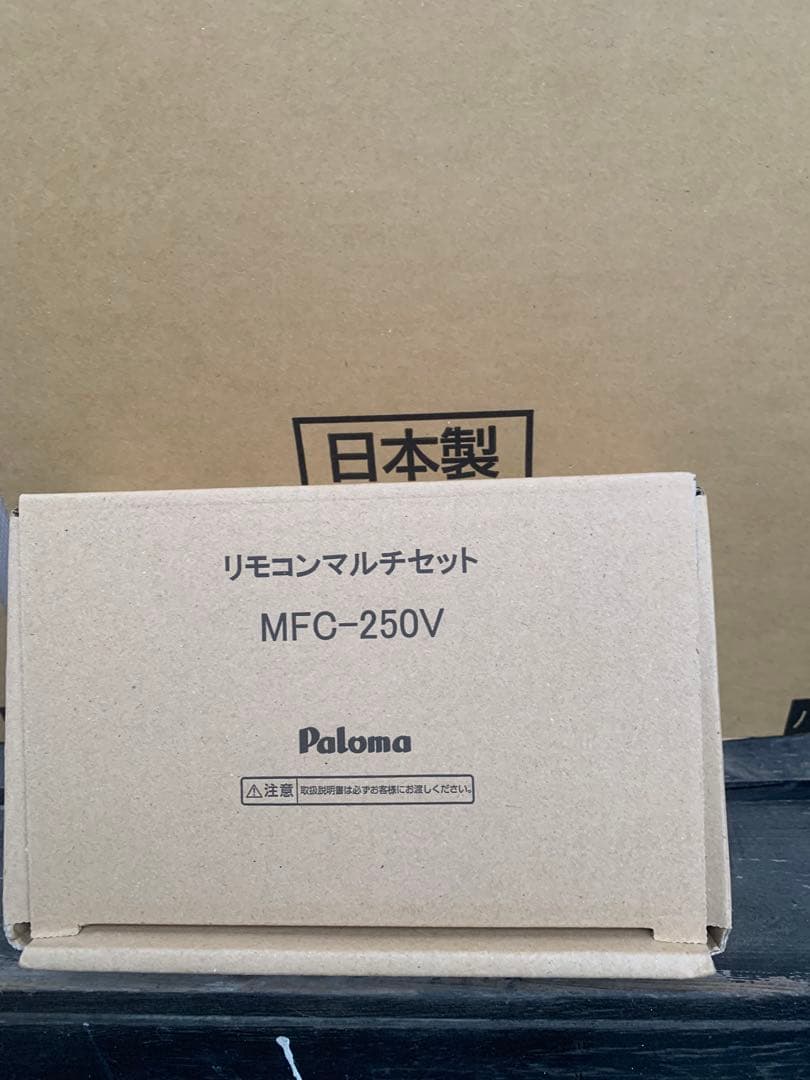 日本製
リモコンマルチセット
MFC-250V
Paloma
⚠注意 取扱説明書は必ずお客様にお渡しください。